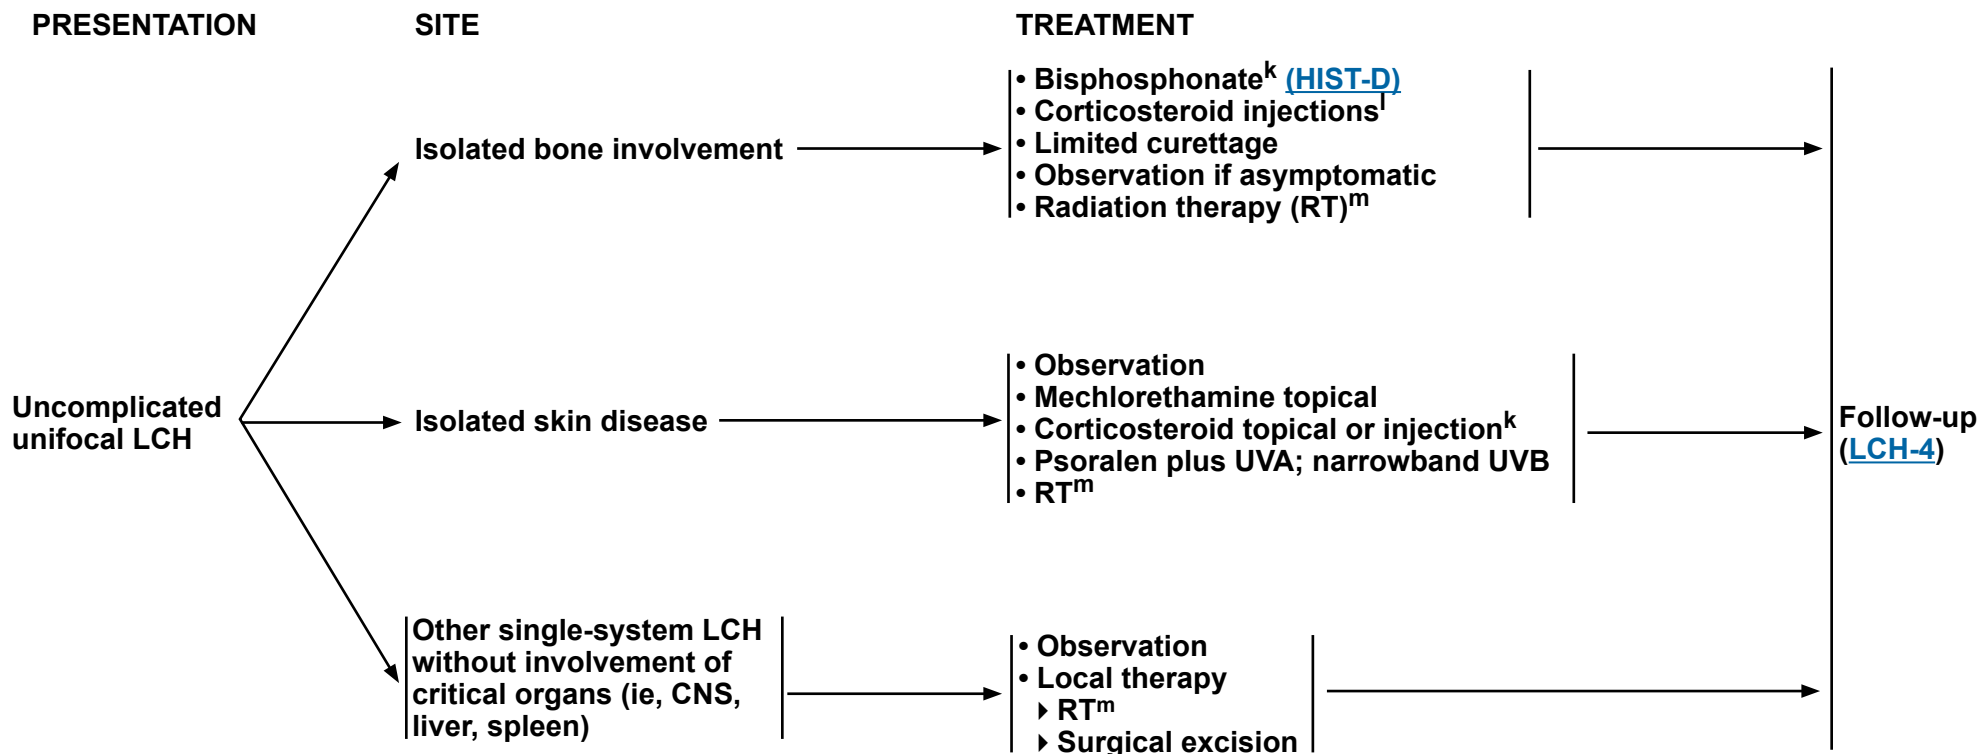 PRESENTATION SITE TREATMENT
• Bisphosphonateᵏ (HIST-D)
• Corticosteroid injectionsˡ
• Limited curettage
• Observation if asymptomatic
• Radiation therapy (RT)ᵐ
Isolated bone involvement
Uncomplicated
unifocal LCH
Isolated skin disease
• Observation
• Mechlorethamine topical
• Corticosteroid topical or injectionᵏ
• Psoralen plus UVA; narrowband UVB
• RTᵐ
Other single-system LCH
without involvement of
critical organs (ie, CNS,
liver, spleen)
• Observation
• Local therapy
▸ RTᵐ
▸ Surgical excision
Follow-up
(LCH-4)